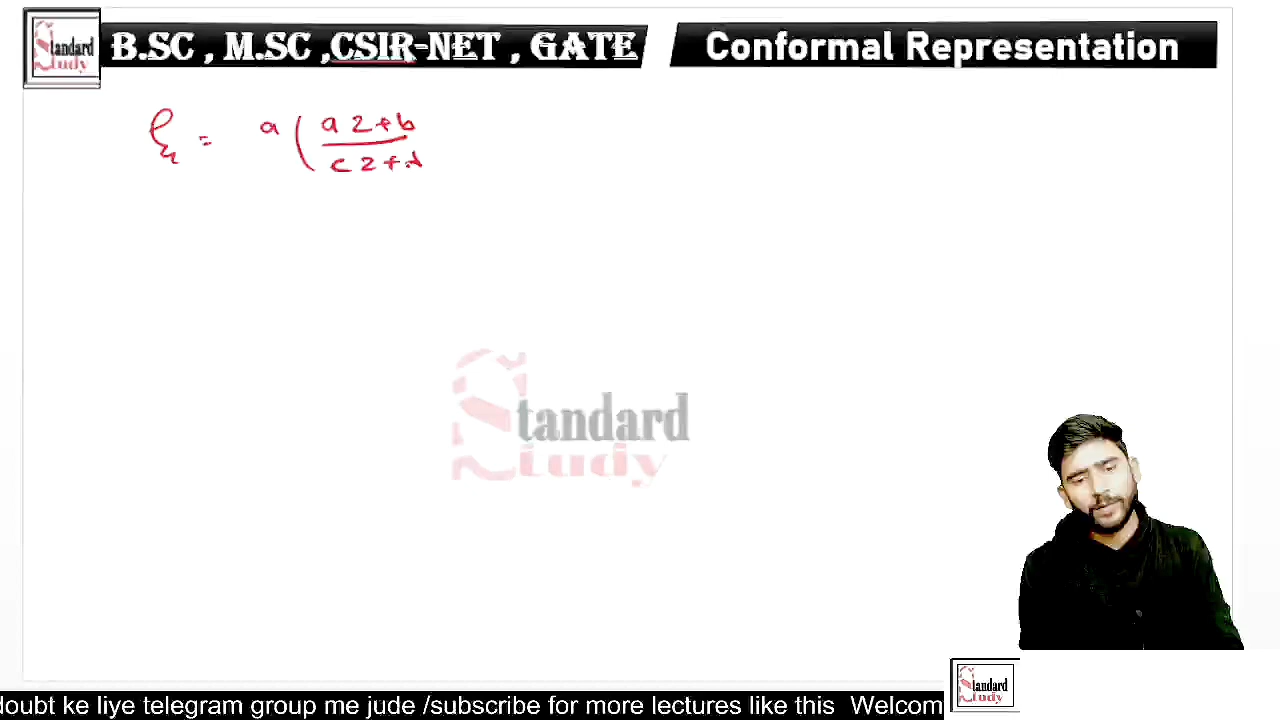 Standard Study
B.SC , M.SC ,CSIR-NET , GATE
Conformal Representation
ξ = a ( az+b
cz+d
Standard
Study
Standard
Study
doubt ke liye telegram group me jude /subscribe for more lectures like this Welcom